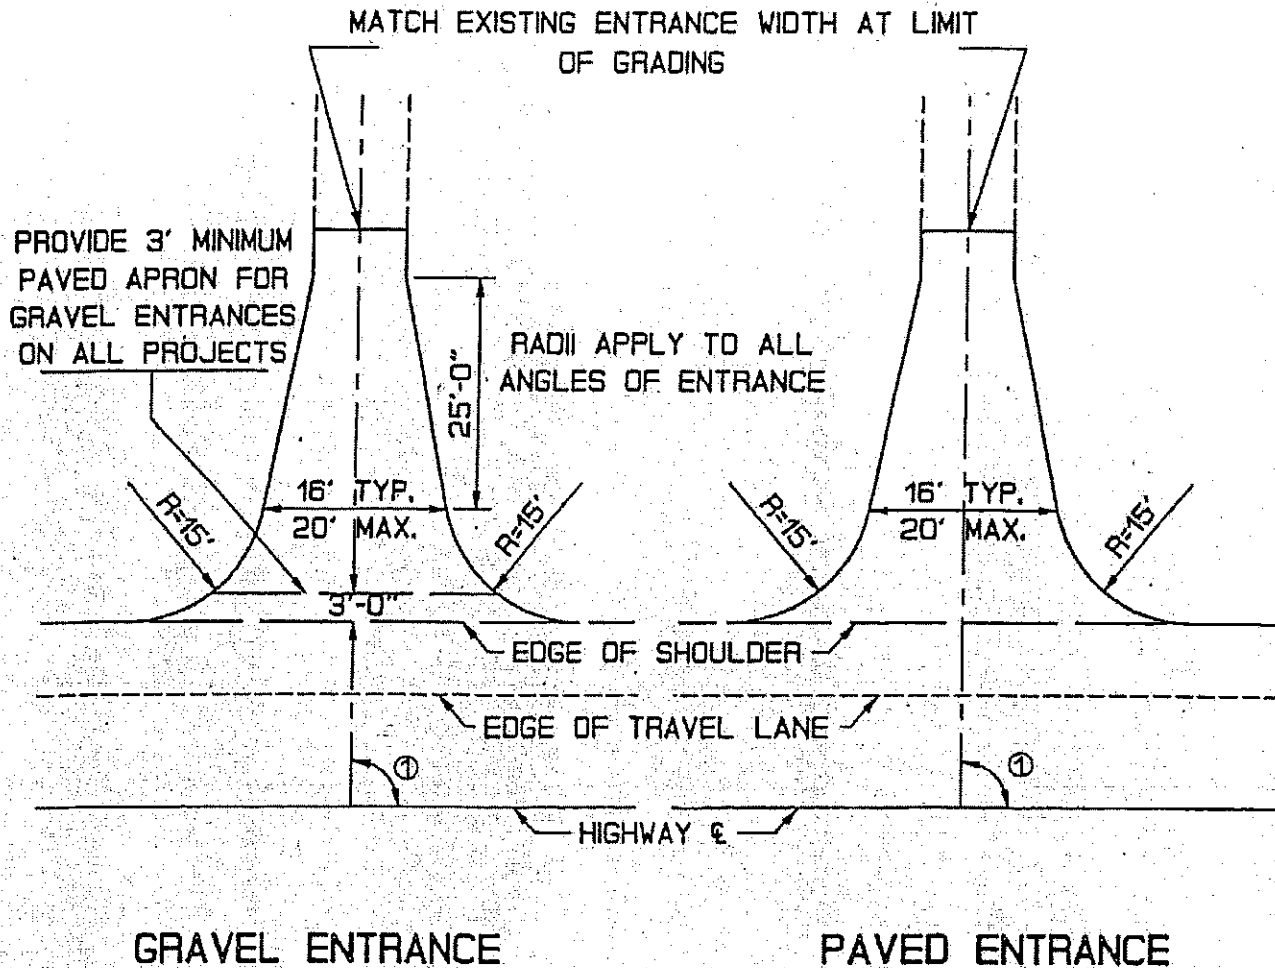 MATCH EXISTING ENTRANCE WIDTH AT LIMIT
OF GRADING
PROVIDE 3' MINIMUM
PAVED APRON FOR
GRAVEL ENTRANCES
ON ALL PROJECTS
RADII APPLY TO ALL
ANGLES OF ENTRANCE
25'-0"
R=15'
16' TYP.
20' MAX.
R=15'
3'-0"
R=15'
16' TYP.
20' MAX.
R=15'
EDGE OF SHOULDER
EDGE OF TRAVEL LANE
①
①
HIGHWAY ℄
GRAVEL ENTRANCE
PAVED ENTRANCE